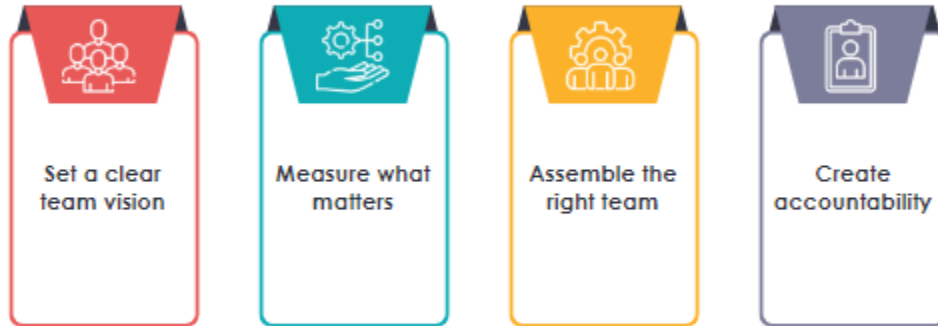 Set a clear
team vision
Measure what
matters
Assemble the
right team
Create
accountability